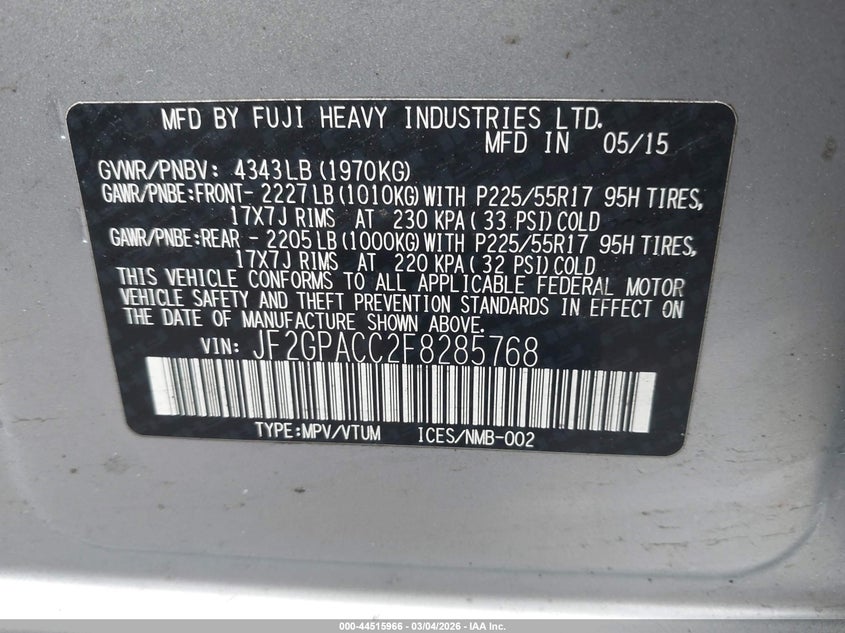 MFD BY FUJI HEAVY INDUSTRIES LTD.
MFD IN 05/15
GVWR/PNBV: 4343LB (1970KG)
GAWR/PNBE:FRONT- 2227LB (1010KG) WITH P225/55R17 95H TIRES,
17X7J RIMS AT 230 KPA (33 PSI) COLD
GAWR/PNBE:REAR - 2205LB (1000KG) WITH P225/55R17 95H TIRES,
17X7J RIMS AT 220 KPA (32 PSI) COLD
THIS VEHICLE CONFORMS TO ALL APPLICABLE FEDERAL MOTOR
VEHICLE SAFETY AND THEFT PREVENTION STANDARDS IN EFFECT ON
THE DATE OF MANUFACTURE SHOWN ABOVE.
VIN: JF2GPACC2F8285768
TYPE:MPV/VTUM ICES/NMB-002
000-44515966 - 03/04/2026 - IAA Inc.